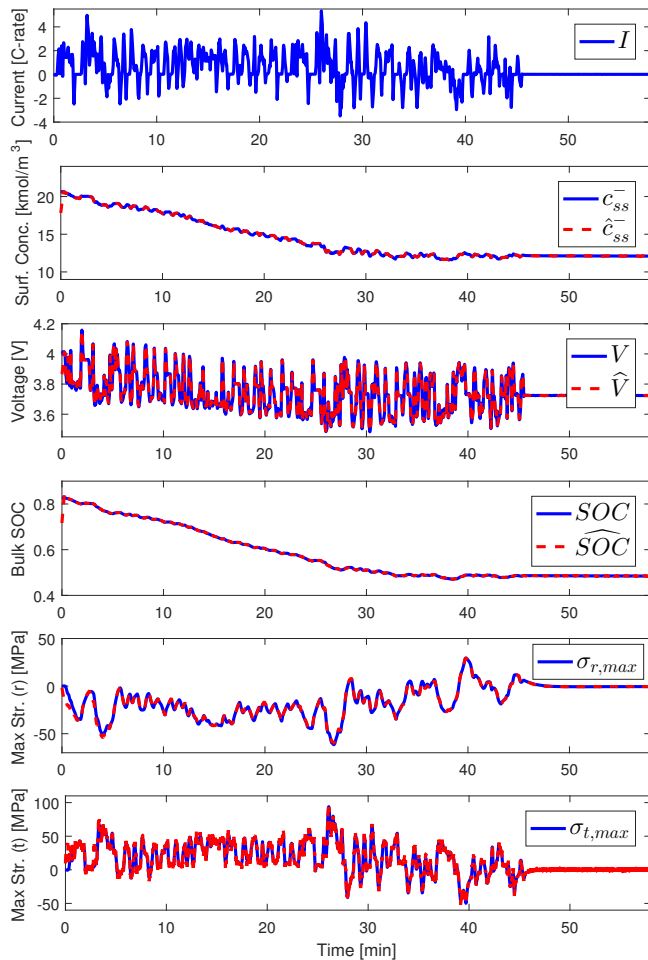 Current [C-rate]
4
2
0
-2
-4
I
0 10 20 30 40 50
Surf. Conc. [kmol/m³]
20
15
10
c⁻ₛₛ
ĉ⁻ₛₛ
0 10 20 30 40 50
Voltage [V]
4.2
4
3.8
3.6
V
V̂
0 10 20 30 40 50
Bulk SOC
0.8
0.6
0.4
SOC
\widehat{SOC}
0 10 20 30 40 50
Max Str. (r) [MPa]
50
0
-50
σr,max
0 10 20 30 40 50
Max Str. (t) [MPa]
100
50
0
-50
σt,max
0 10 20 30 40 50
Time [min]